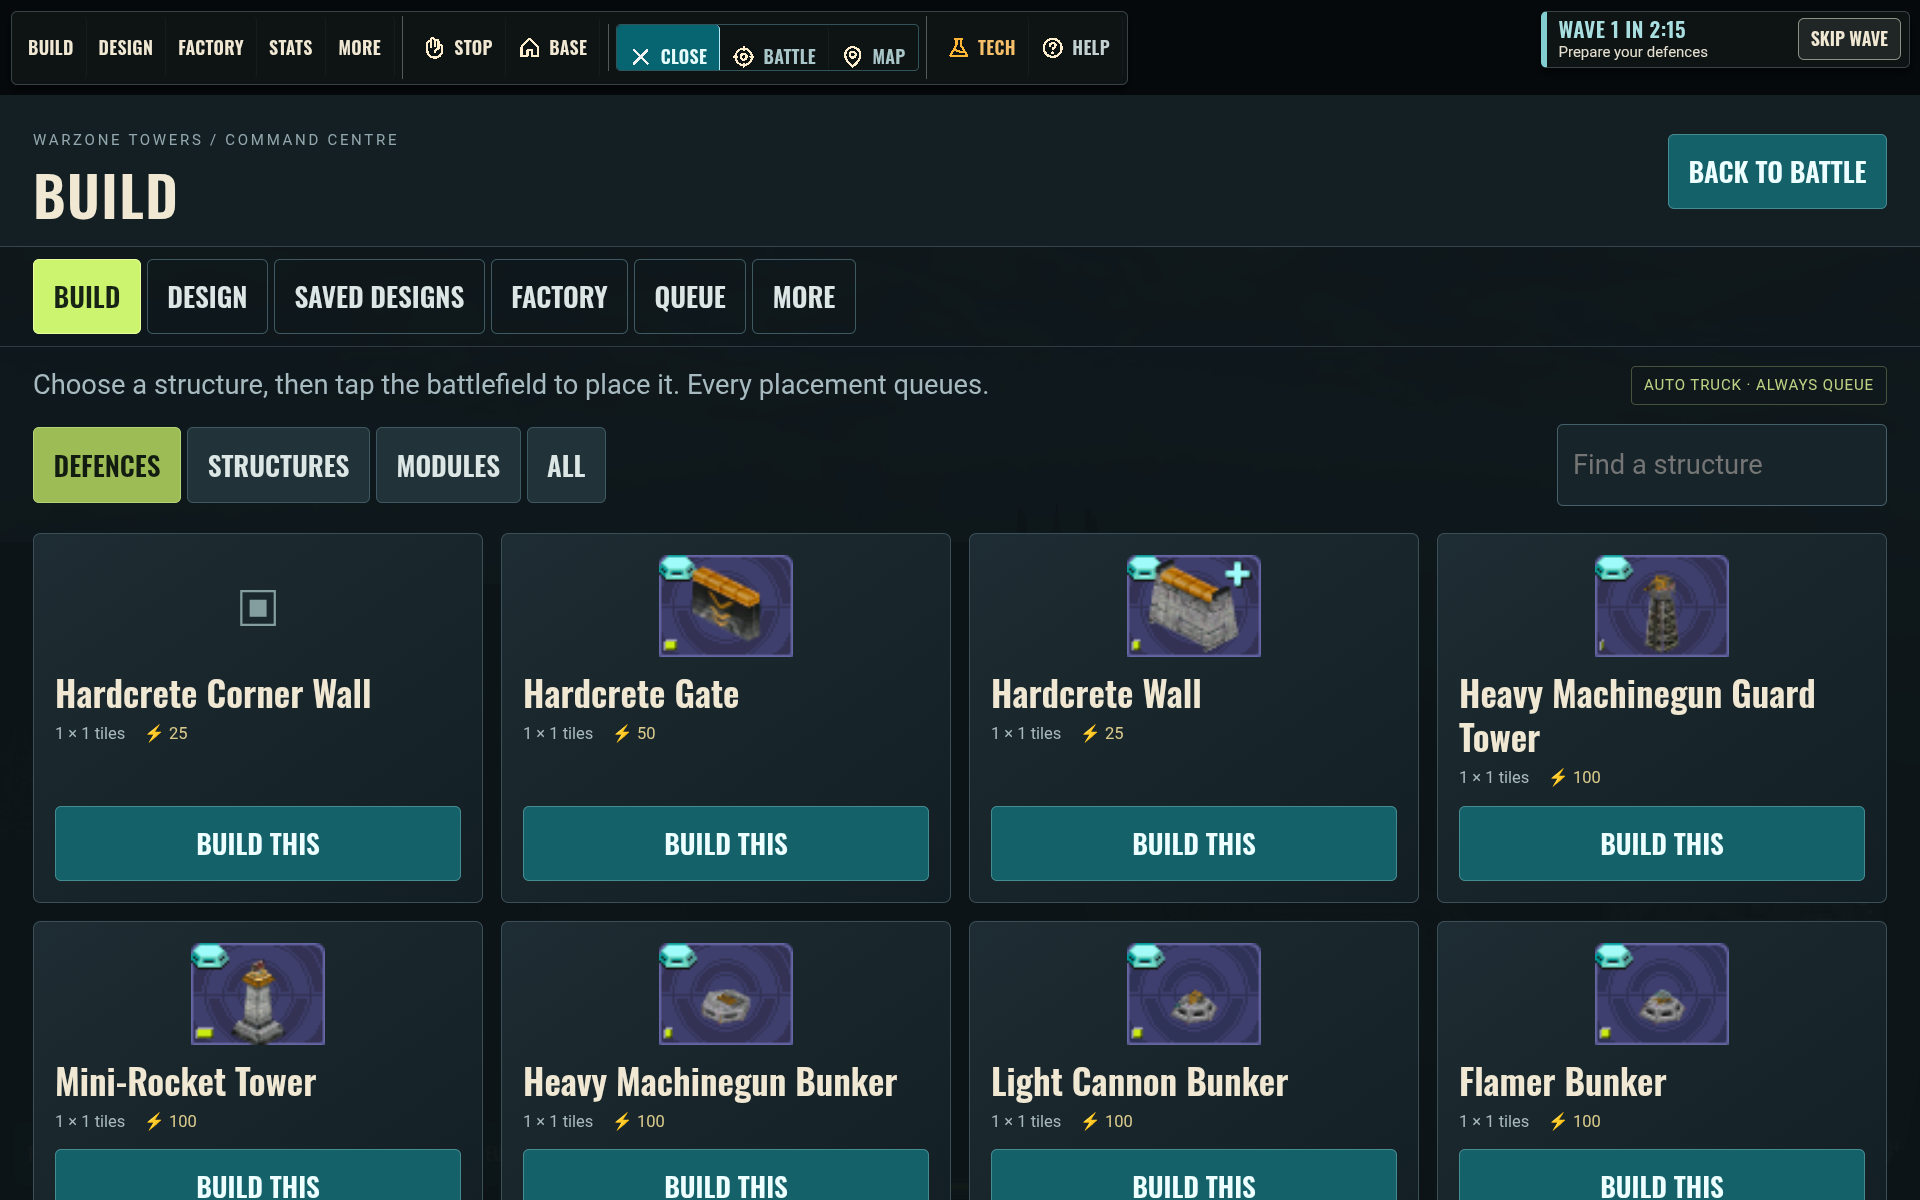 BUILD DESIGN FACTORY STATS MORE STOP BASE CLOSE BATTLE MAP TECH HELP
WAVE 1 IN 2:15
Prepare your defences
SKIP WAVE
WARZONE TOWERS / COMMAND CENTRE
BUILD
BACK TO BATTLE
BUILD DESIGN SAVED DESIGNS FACTORY QUEUE MORE
Choose a structure, then tap the battlefield to place it. Every placement queues.
AUTO TRUCK · ALWAYS QUEUE
DEFENCES STRUCTURES MODULES ALL
Find a structure
Hardcrete Corner Wall
1 × 1 tiles ⚡ 25
BUILD THIS
Hardcrete Gate
1 × 1 tiles ⚡ 50
BUILD THIS
Hardcrete Wall
1 × 1 tiles ⚡ 25
BUILD THIS
Heavy Machinegun Guard
Tower
1 × 1 tiles ⚡ 100
BUILD THIS
Mini-Rocket Tower
1 × 1 tiles ⚡ 100
BUILD THIS
Heavy Machinegun Bunker
1 × 1 tiles ⚡ 100
BUILD THIS
Light Cannon Bunker
1 × 1 tiles ⚡ 100
BUILD THIS
Flamer Bunker
1 × 1 tiles ⚡ 100
BUILD THIS